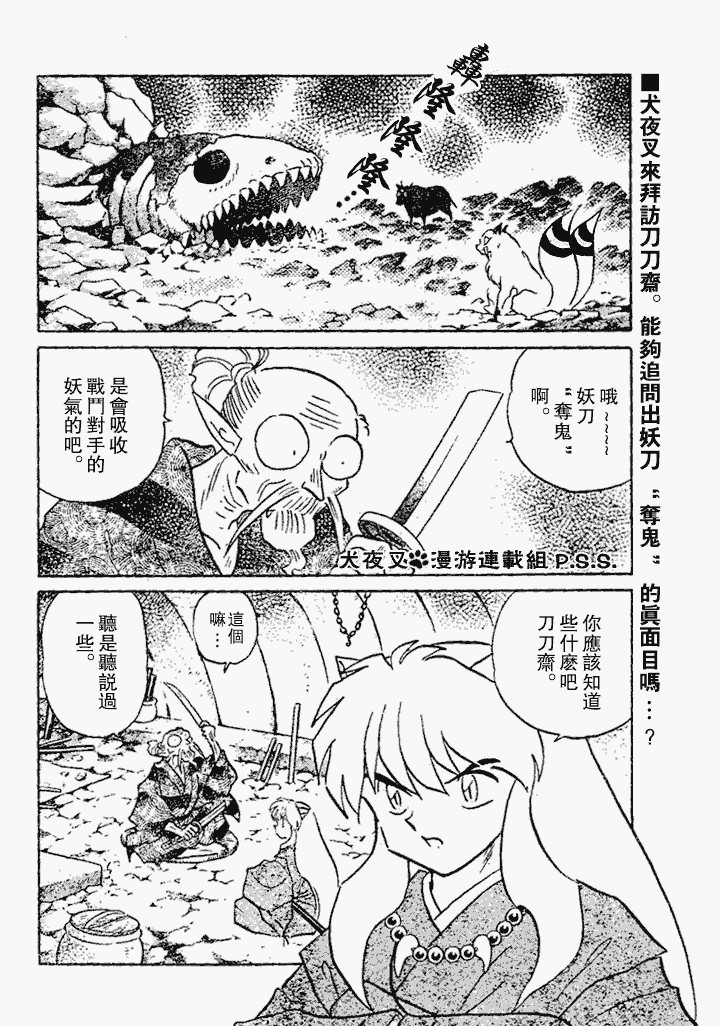 ■犬夜叉來拜訪刀刀齋。能夠追問出妖刀“奪鬼”的眞面目嗎…?
轟隆隆隆…
哦~~~~
妖刀
“奪鬼”
啊。
是會吸收
戰鬥對手的
妖氣的吧。
犬夜叉漫游連載組P.S.S.
你應該知道
些什麼吧
刀刀齋。
這個
嘛…
聽是聽說過
一些。